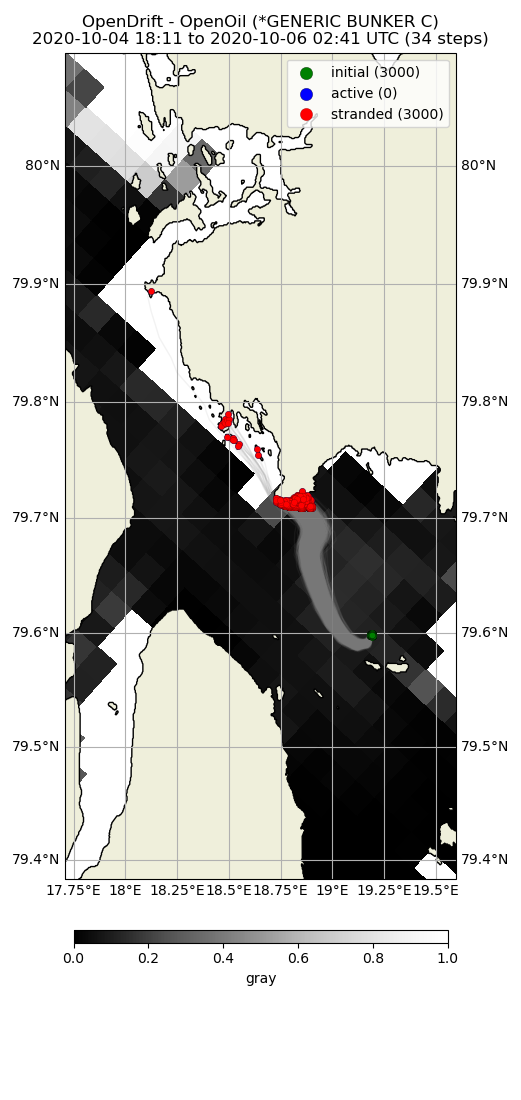 OpenDrift - OpenOil (*GENERIC BUNKER C)
2020-10-04 18:11 to 2020-10-06 02:41 UTC (34 steps)
initial (3000)
active (0)
stranded (3000)
80°N 80°N
79.9°N 79.9°N
79.8°N 79.8°N
79.7°N 79.7°N
79.6°N 79.6°N
79.5°N 79.5°N
79.4°N 79.4°N
17.75°E 18°E 18.25°E 18.5°E 18.75°E 19°E 19.25°E 19.5°E
0.0 0.2 0.4 0.6 0.8 1.0
gray